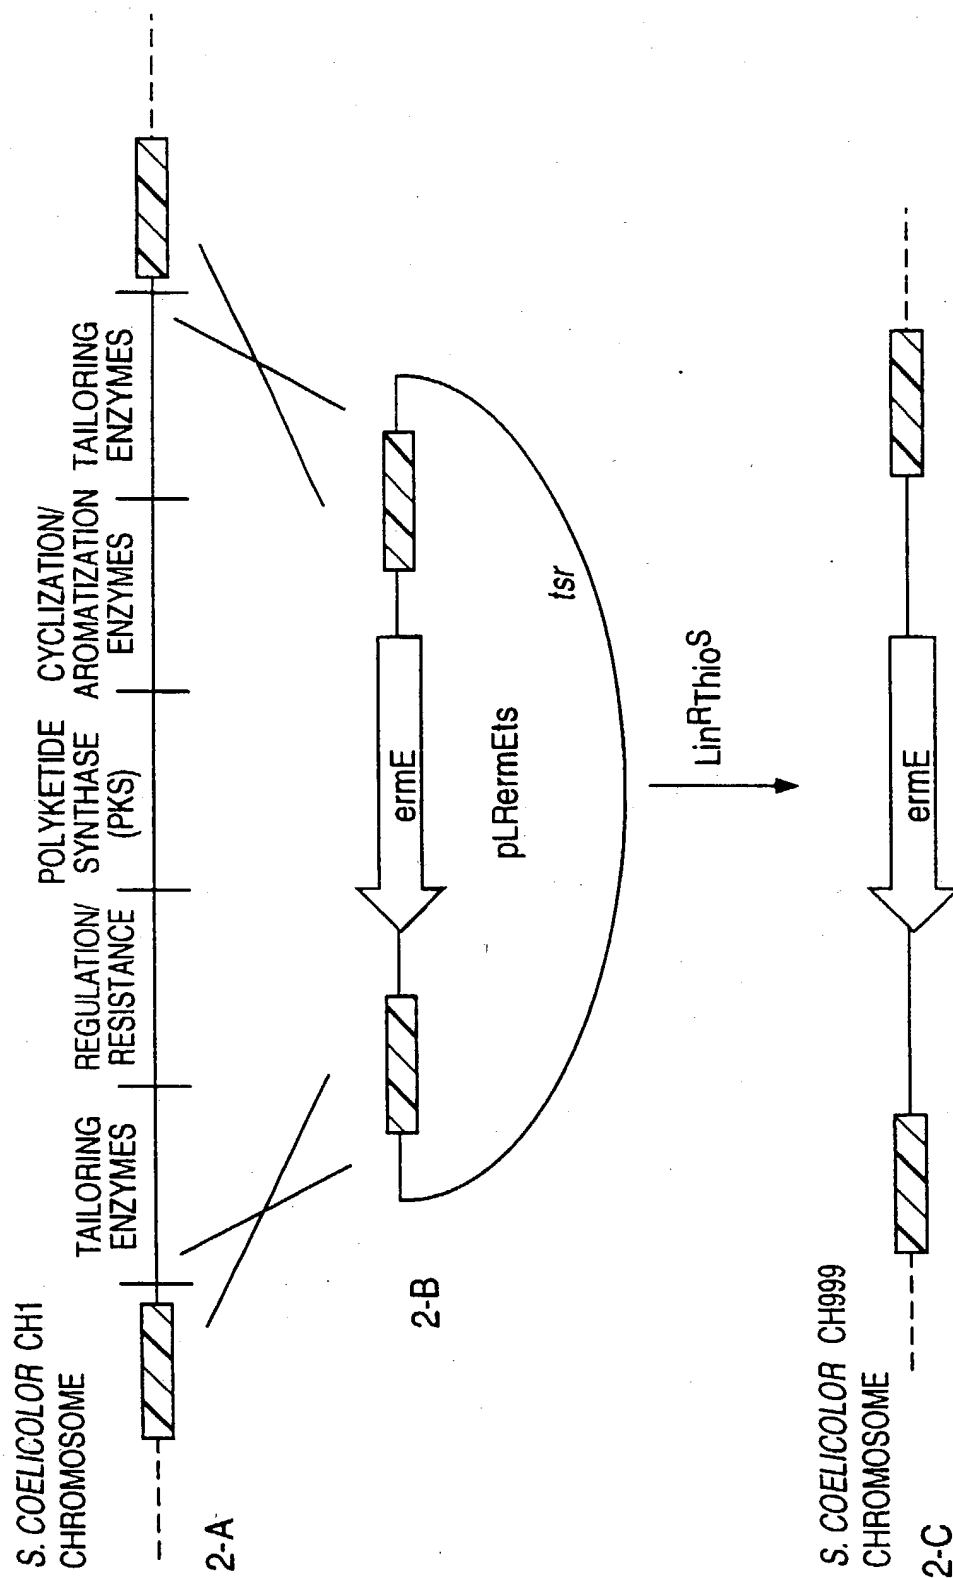 S. COELICOLOR CH1
CHROMOSOME
TAILORING
ENZYMES
REGULATION/
RESISTANCE
POLYKETIDE
SYNTHASE
(PKS)
CYCLIZATION/
AROMATIZATION
ENZYMES
TAILORING
ENZYMES
2-A
ermE
pLRermEts
tsr
2-B
LinRThioS
S. COELICOLOR CH999
CHROMOSOME
ermE
2-C